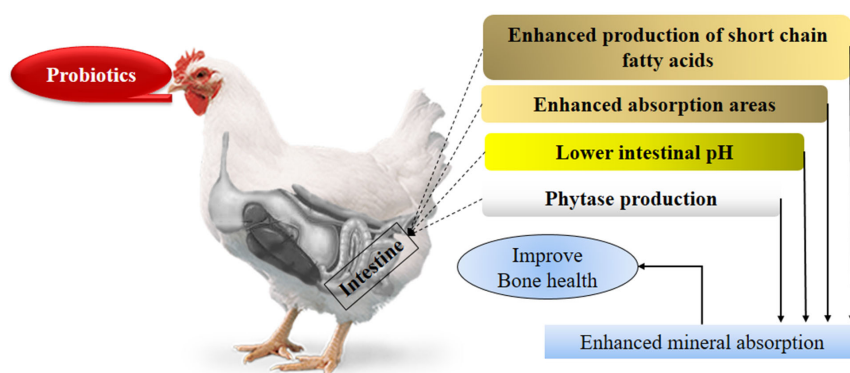 Probiotics
Enhanced production of short chain
fatty acids
Enhanced absorption areas
Lower intestinal pH
Phytase production
Intestine
Improve
Bone health
Enhanced mineral absorption